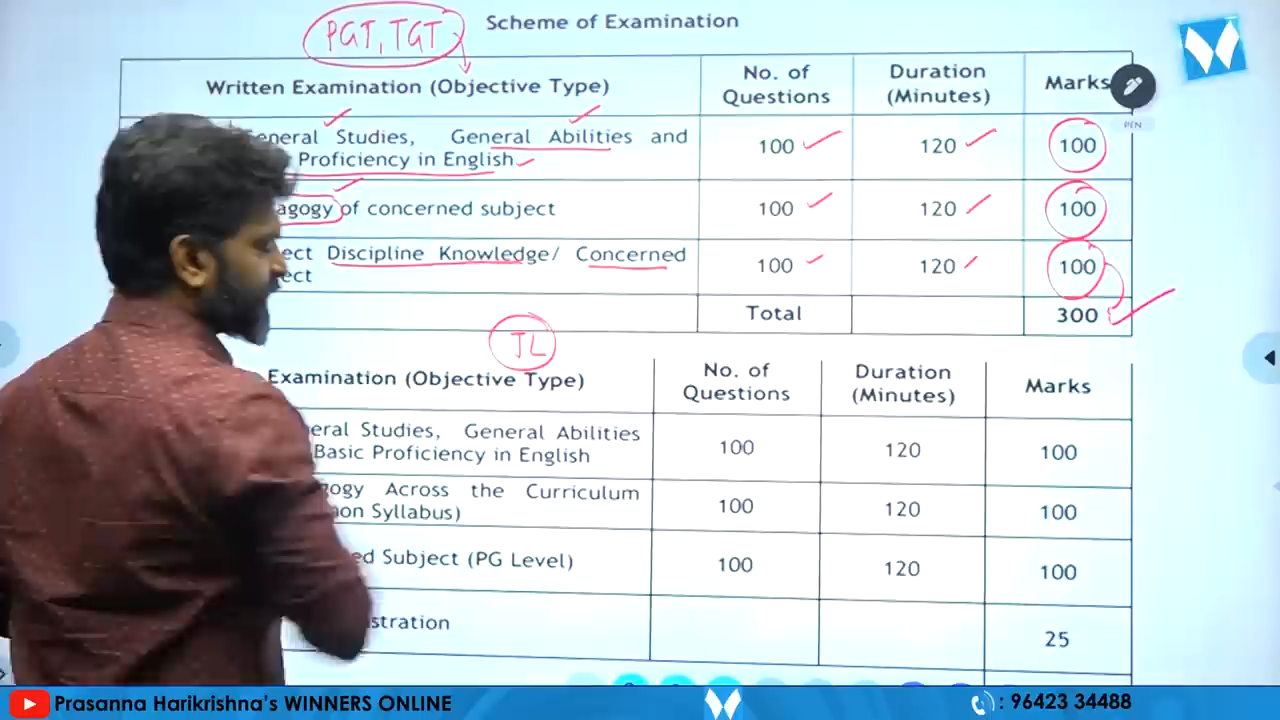 PGT, TGT
Scheme of Examination
Written Examination (Objective Type) No. of Questions Duration (Minutes) Marks
PEN
General Studies, General Abilities and
Proficiency in English 100 120 100
agogy of concerned subject 100 120 100
ect Discipline Knowledge/ Concerned
ect 100 120 100
Total 300
JL
Examination (Objective Type) No. of Questions Duration (Minutes) Marks
eral Studies, General Abilities
Basic Proficiency in English 100 120 100
gogy Across the Curriculum
on Syllabus) 100 120 100
ed Subject (PG Level) 100 120 100
stration 25
Prasanna Harikrishna's WINNERS ONLINE
: 96423 34488